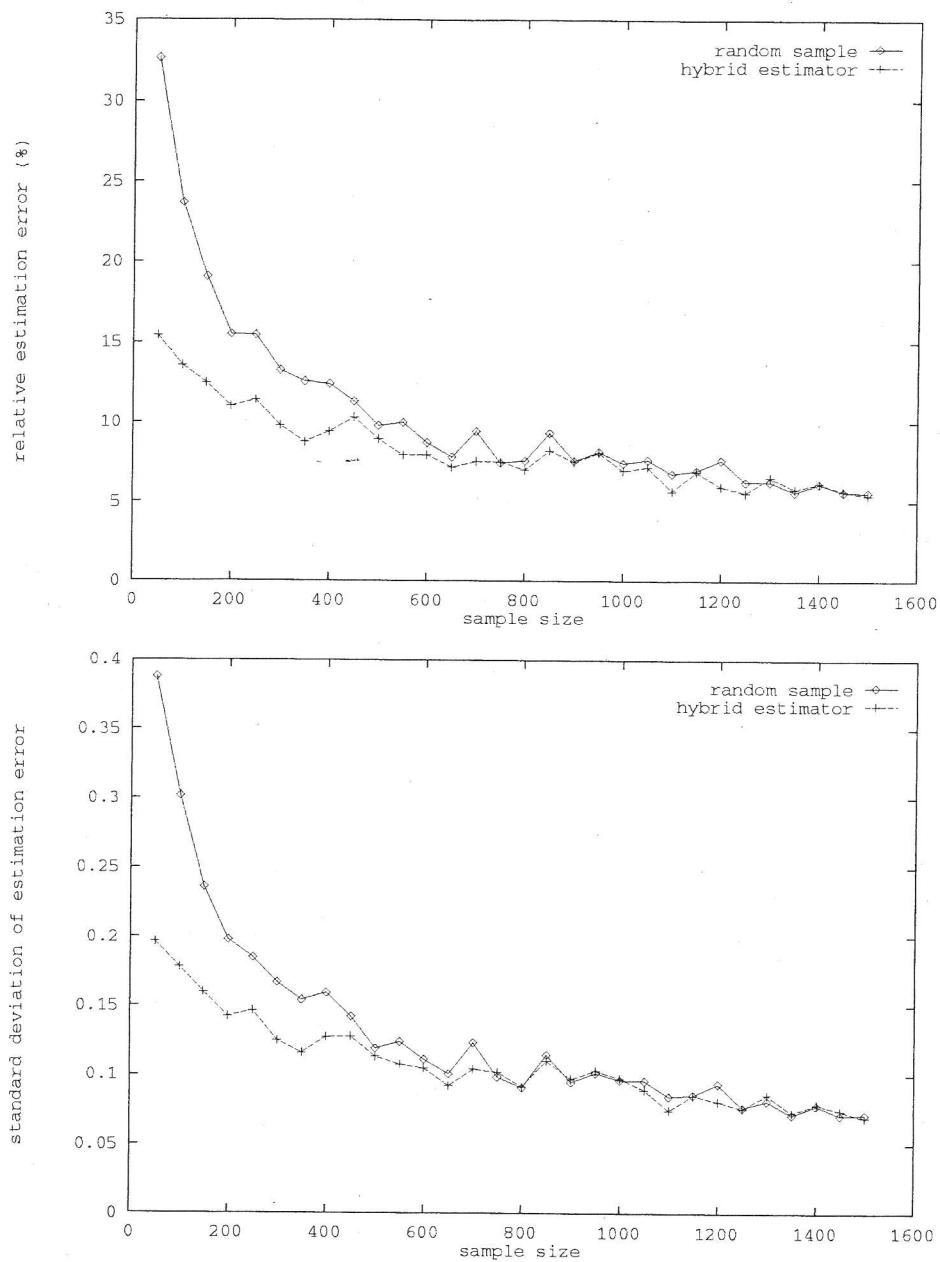 35
30
25
20
15
10
5
0
relative estimation error (%)
random sample
hybrid estimator
0 200 400 600 800 1000 1200 1400 1600
sample size
0.4
0.35
0.3
0.25
0.2
0.15
0.1
0.05
0
standard deviation of estimation error
random sample
hybrid estimator
0 200 400 600 800 1000 1200 1400 1600
sample size